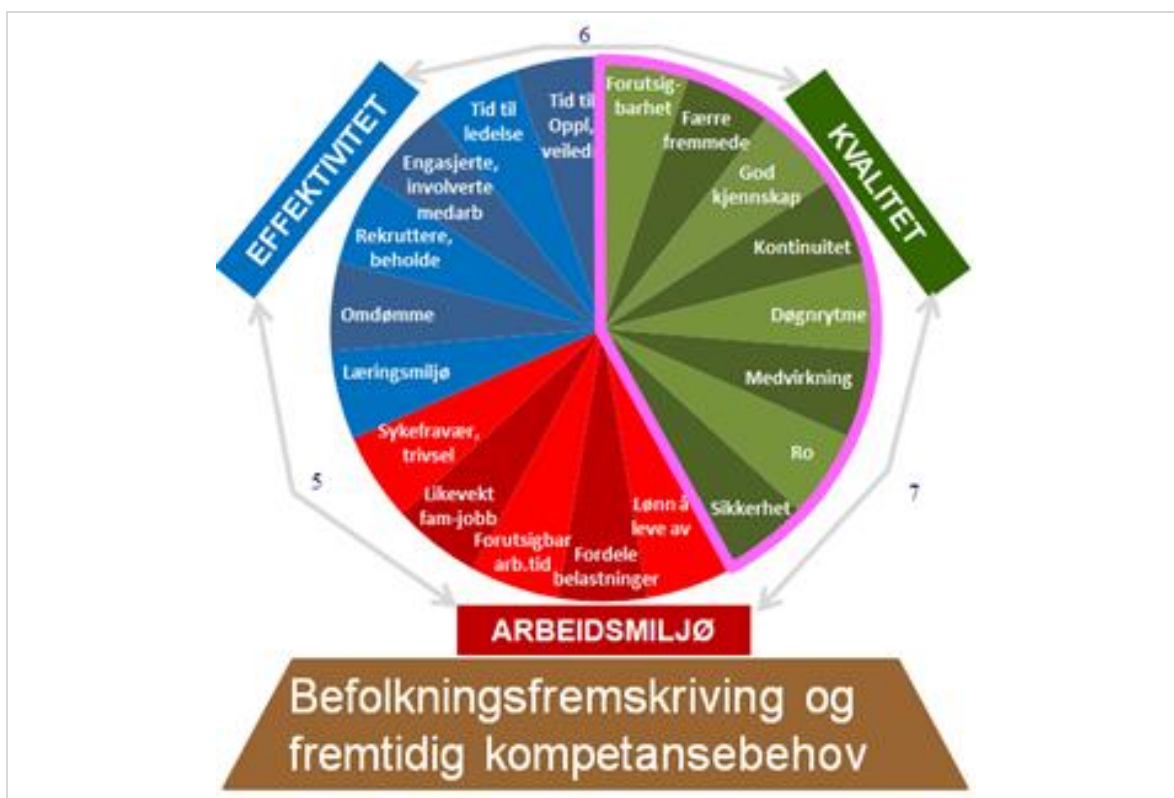 6
EFFEKTIVITET
KVALITET
Tid til
Oppl,
veiled.
Tid til
ledelse
Engasjerte,
involverte
medarb
Rekruttere,
beholde
Omdømme
Læringsmiljø
Forutsig-
barhet
Færre
fremmede
God
kjennskap
Kontinuitet
Døgnrytme
Medvirkning
Ro
Sikkerhet
Sykefravær,
trivsel
Likevekt
fam-jobb
Forutsigbar
arb.tid
Fordele
belastninger
Lønn å
leve av
5
7
ARBEIDSMILJØ
Befolkningsfremskriving og
fremtidig kompetansebehov